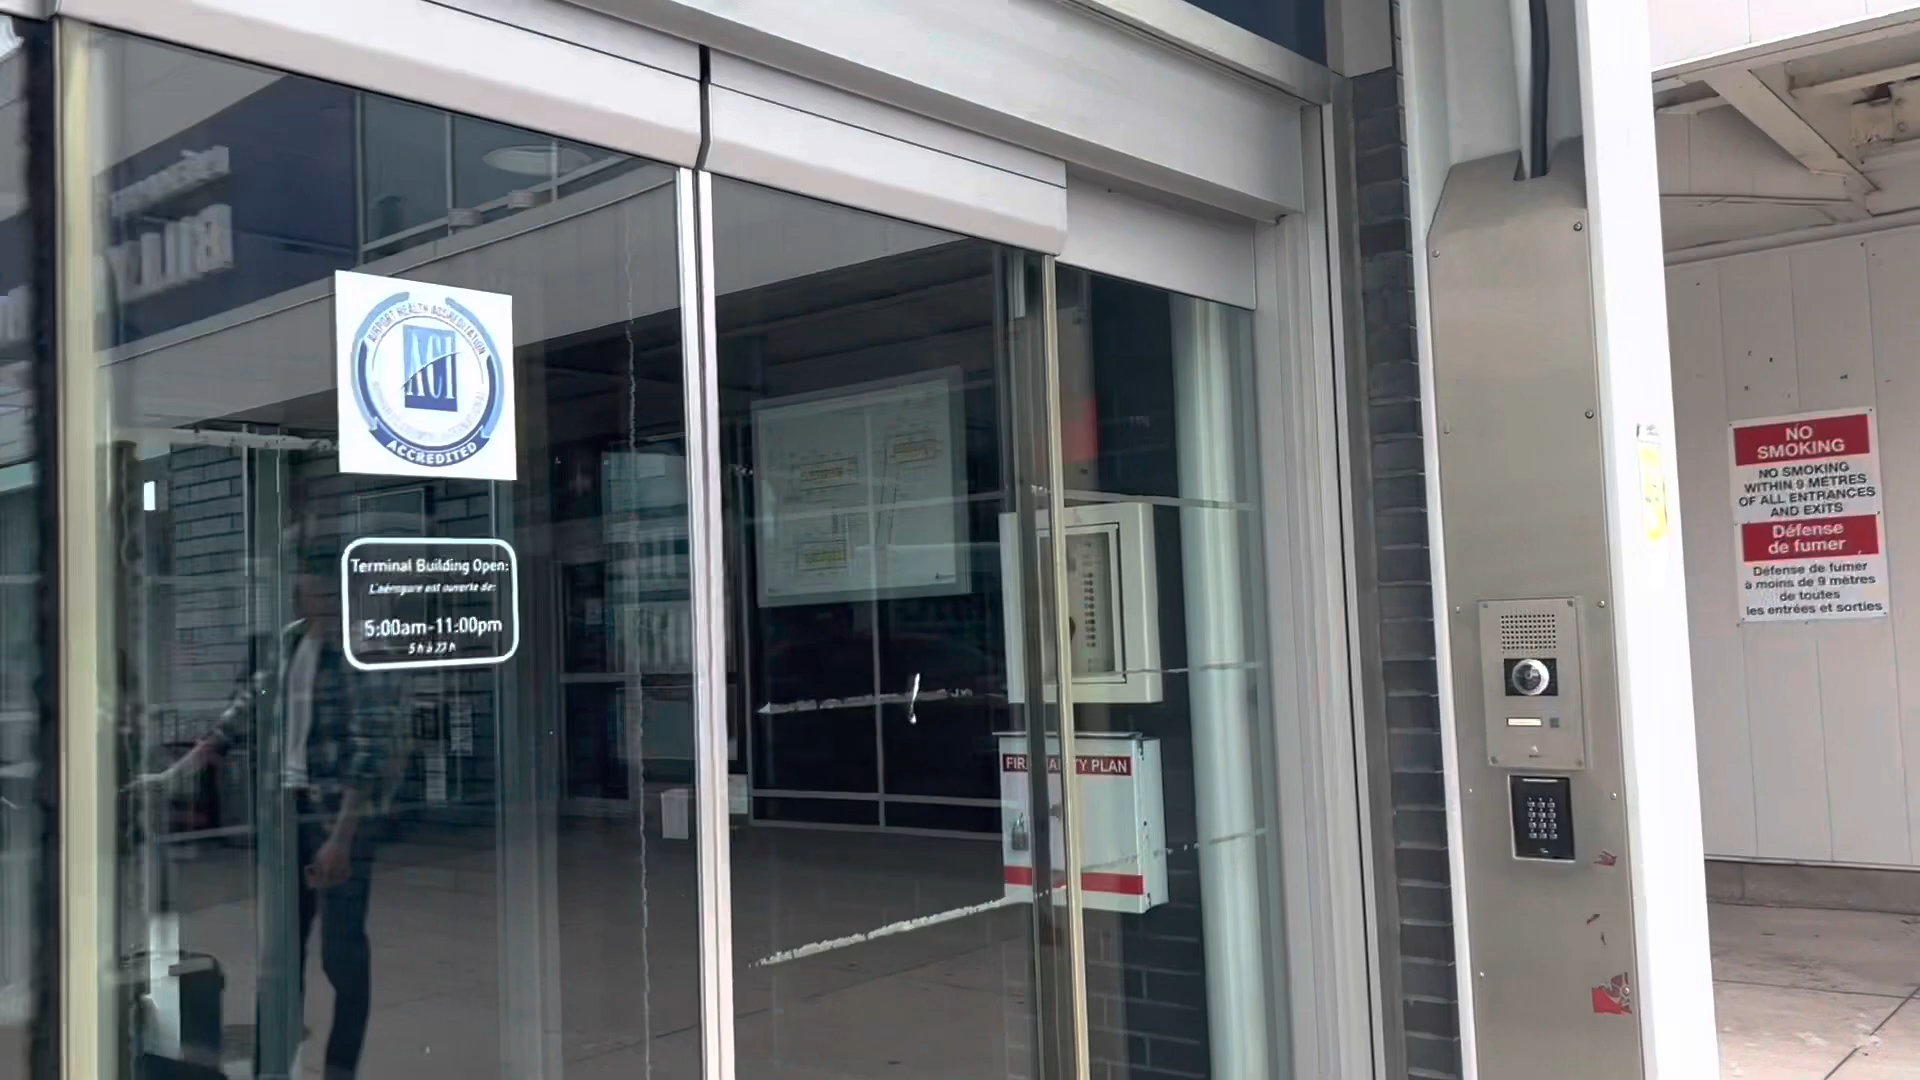 AIRPORT HEALTH ACCREDITATION
ACI
ACCREDITED
Terminal Building Open:
L'aérogare est ouverte de:
5:00am-11:00pm
5 h à 23 h
FIRE SAFETY PLAN
NO
SMOKING
NO SMOKING
WITHIN 9 METRES
OF ALL ENTRANCES
AND EXITS
Défense
de fumer
Défense de fumer
à moins de 9 mètres
de toutes
les entrées et sorties